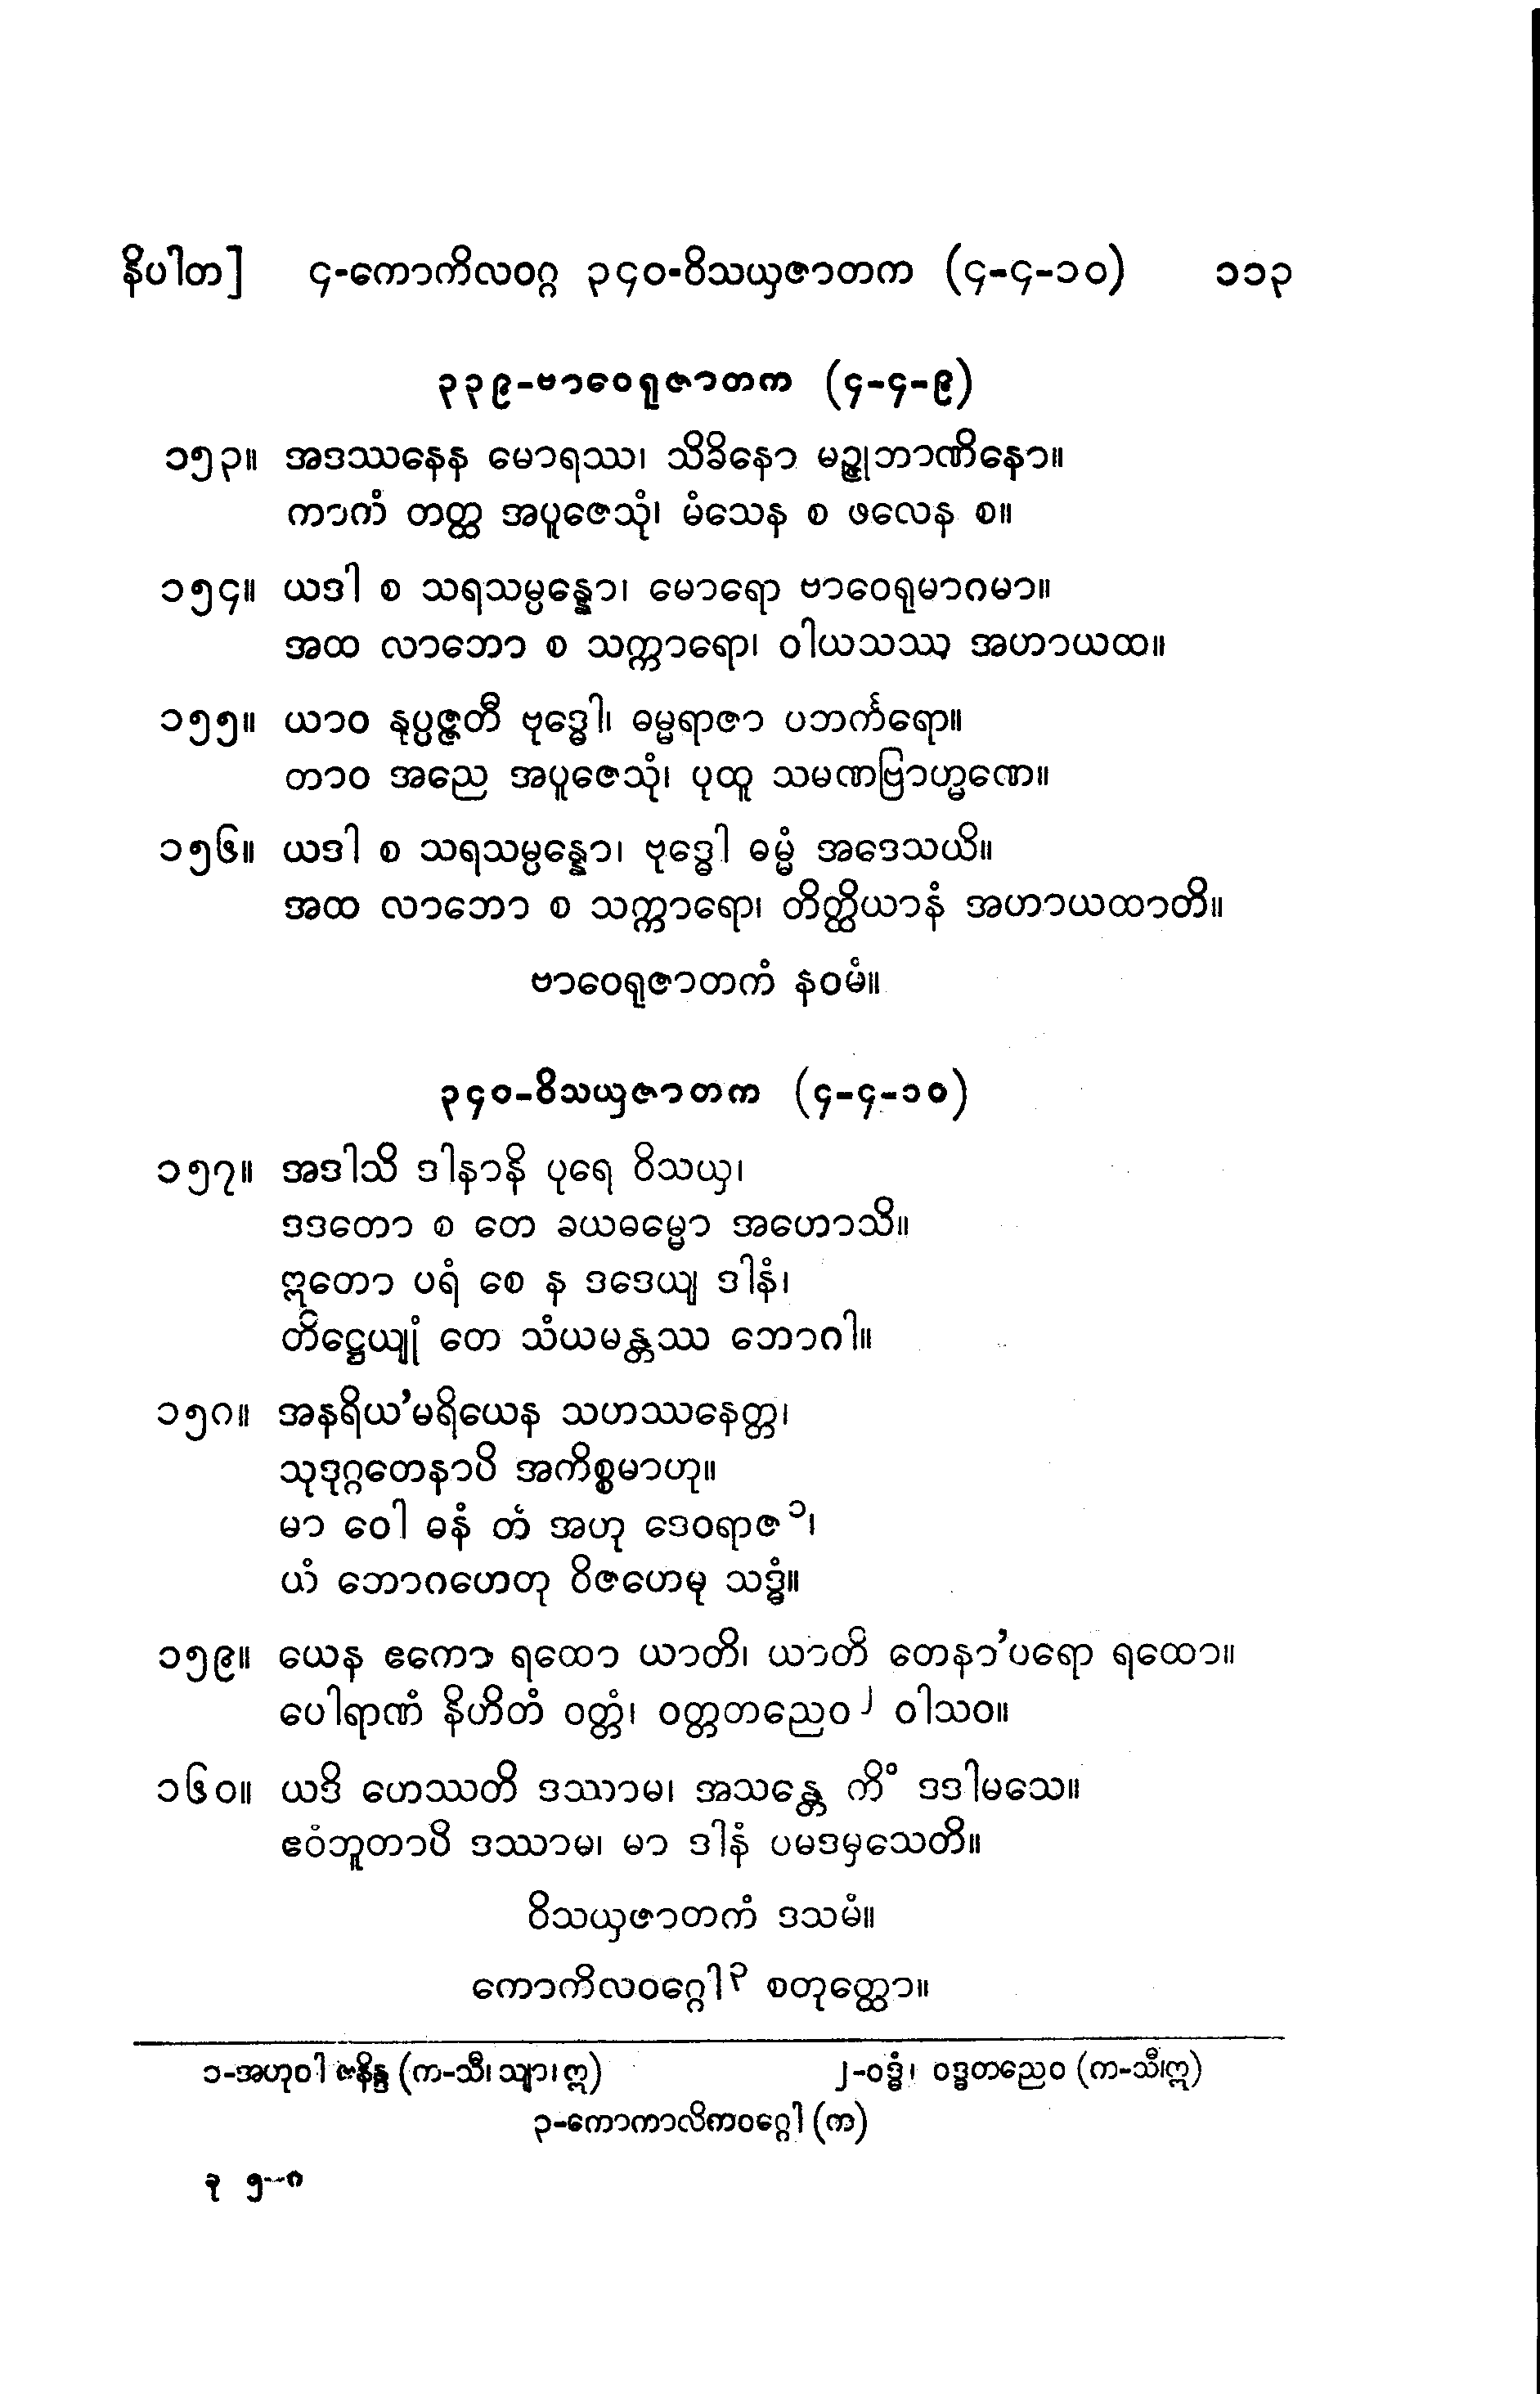 နိပါတ] ၄-ကောကိလဝဂ္ဂ ၃၄၀-ဝိသယှဇာတက (၄-၄-၁၀) ၁၁၃
၃၃၉-ဗာဝေရုဇာတက (၄-၄-၉)
၁၅၃။ အဒဿနေန မောရဿ၊ သိခိနော မဉ္ဇုဘာဏိနော။
ကာကံ တတ္ထ အပူဇေသုံ၊ မံသေန စ ဖလေန စ။
၁၅၄။ ယဒါ စ သရသမ္ပန္နော၊ မောရော ဗာဝေရုမာဂမာ။
အထ လာဘော စ သက္ကာရော၊ ဝါယသဿ အဟာယထ။
၁၅၅။ ယာဝ နုပ္ပဇ္ဇတီ ဗုဒ္ဓေါ၊ ဓမ္မရာဇာ ပဘင်္ကရော။
တာဝ အညေ အပူဇေသုံ၊ ပုထူ သမဏဗြာဟ္မဏေ။
၁၅၆။ ယဒါ စ သရသမ္ပန္နော၊ ဗုဒ္ဓေါ ဓမ္မံ အဒေသယိ။
အထ လာဘော စ သက္ကာရော၊ တိတ္ထိယာနံ အဟာယထာတိ။
ဗာဝေရုဇာတကံ နဝမံ။
၃၄၀-ဝိသယှဇာတက (၄-၄-၁၀)
၁၅၇။ အဒါသိ ဒါနာနိ ပုရေ ဝိသယှ၊
ဒဒတော စ တေ ခယဓမ္မော အဟောသိ။
ဣတော ပရံ စေ န ဒဒေယျ ဒါနံ၊
တိဋ္ဌေယျုံ တေ သံယမန္တဿ ဘောဂါ။
၁၅၈။ အနရိယ’မရိယေန သဟဿနေတ္တ၊
သုဒုဂ္ဂတေနာပိ အကိစ္စမာဟု။
မာ ဝေါ ဓနံ တံ အဟု ဒေဝရာဇ၁၊
ယံ ဘောဂဟေတု ဝိဇဟေမု သဒ္ဓံ။
၁၅၉။ ယေန ဧကော ရထော ယာတိ၊ ယာတိ တေနာ’ပရော ရထော။
ပေါရာဏံ နိဟိတံ ဝတ္တံ၊ ဝတ္တတညေဝ၂ ဝါသဝ။
၁၆၀။ ယဒိ ဟေဿတိ ဒဿာမ၊ အသန္တေ ကိံ ဒဒါမသေ။
ဧဝံဘူတာပိ ဒဿာမ၊ မာ ဒါနံ ပမဒမှသေတိ။
ဝိသယှဇာတကံ ဒသမံ။
ကောကိလဝဂ္ဂေါ၃ စတုတ္ထော။
၁-အဟုဝါ ဇနိန္ဒ (က-သီ၊ သျာ၊ ဣ) ၂-ဝဒ္ဓံ၊ ဝဒ္ဓတညေဝ (က-သီ၊ဣ)
၃-ကောကာလိကဝဂ္ဂေါ (က)
ခု ၅-၈